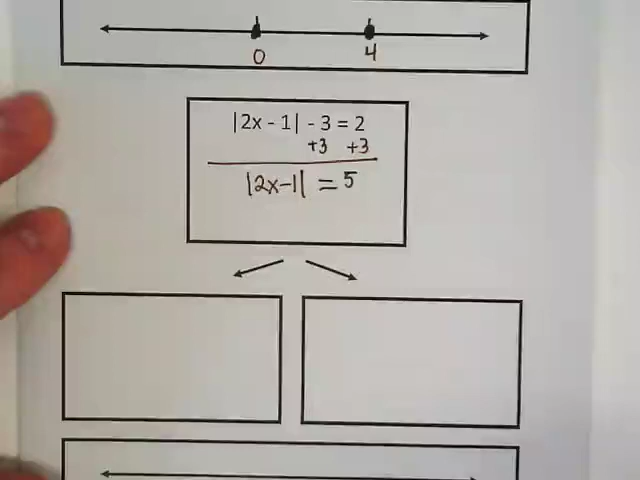 0 4
|2x - 1| - 3 = 2
+3 +3
|2x-1| = 5